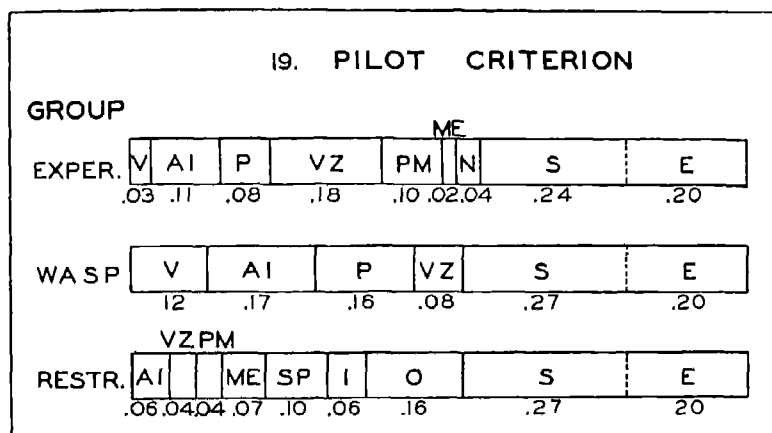 19. PILOT CRITERION
GROUP
ME
EXPER. V AI P VZ PM N S E
.03 .11 .08 .18 .10 .02 .04 .24 .20
WASP V AI P VZ S E
12 .17 .16 .08 .27 .20
VZ PM
RESTR. AI ME SP I O S E
.06 .04 .04 .07 .10 .06 .16 .27 20